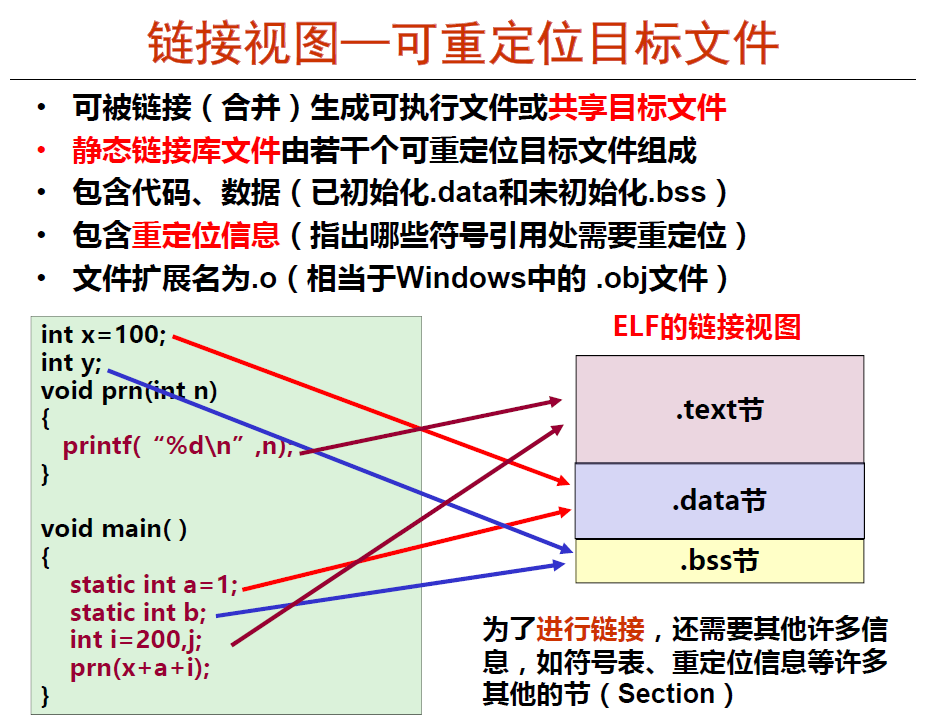 链接视图—可重定位目标文件
• 可被链接（合并）生成可执行文件或共享目标文件
• 静态链接库文件由若干个可重定位目标文件组成
• 包含代码、数据（已初始化.data和未初始化.bss）
• 包含重定位信息（指出哪些符号引用处需要重定位）
• 文件扩展名为.o（相当于Windows中的 .obj文件）
int x=100;
int y;
void prn(int n)
{
printf( “%d\n” ,n);
}
void main( )
{
static int a=1;
static int b;
int i=200,j;
prn(x+a+i);
}
ELF的链接视图
.text节
.data节
.bss节
为了进行链接，还需要其他许多信
息，如符号表、重定位信息等许多
其他的节（Section）